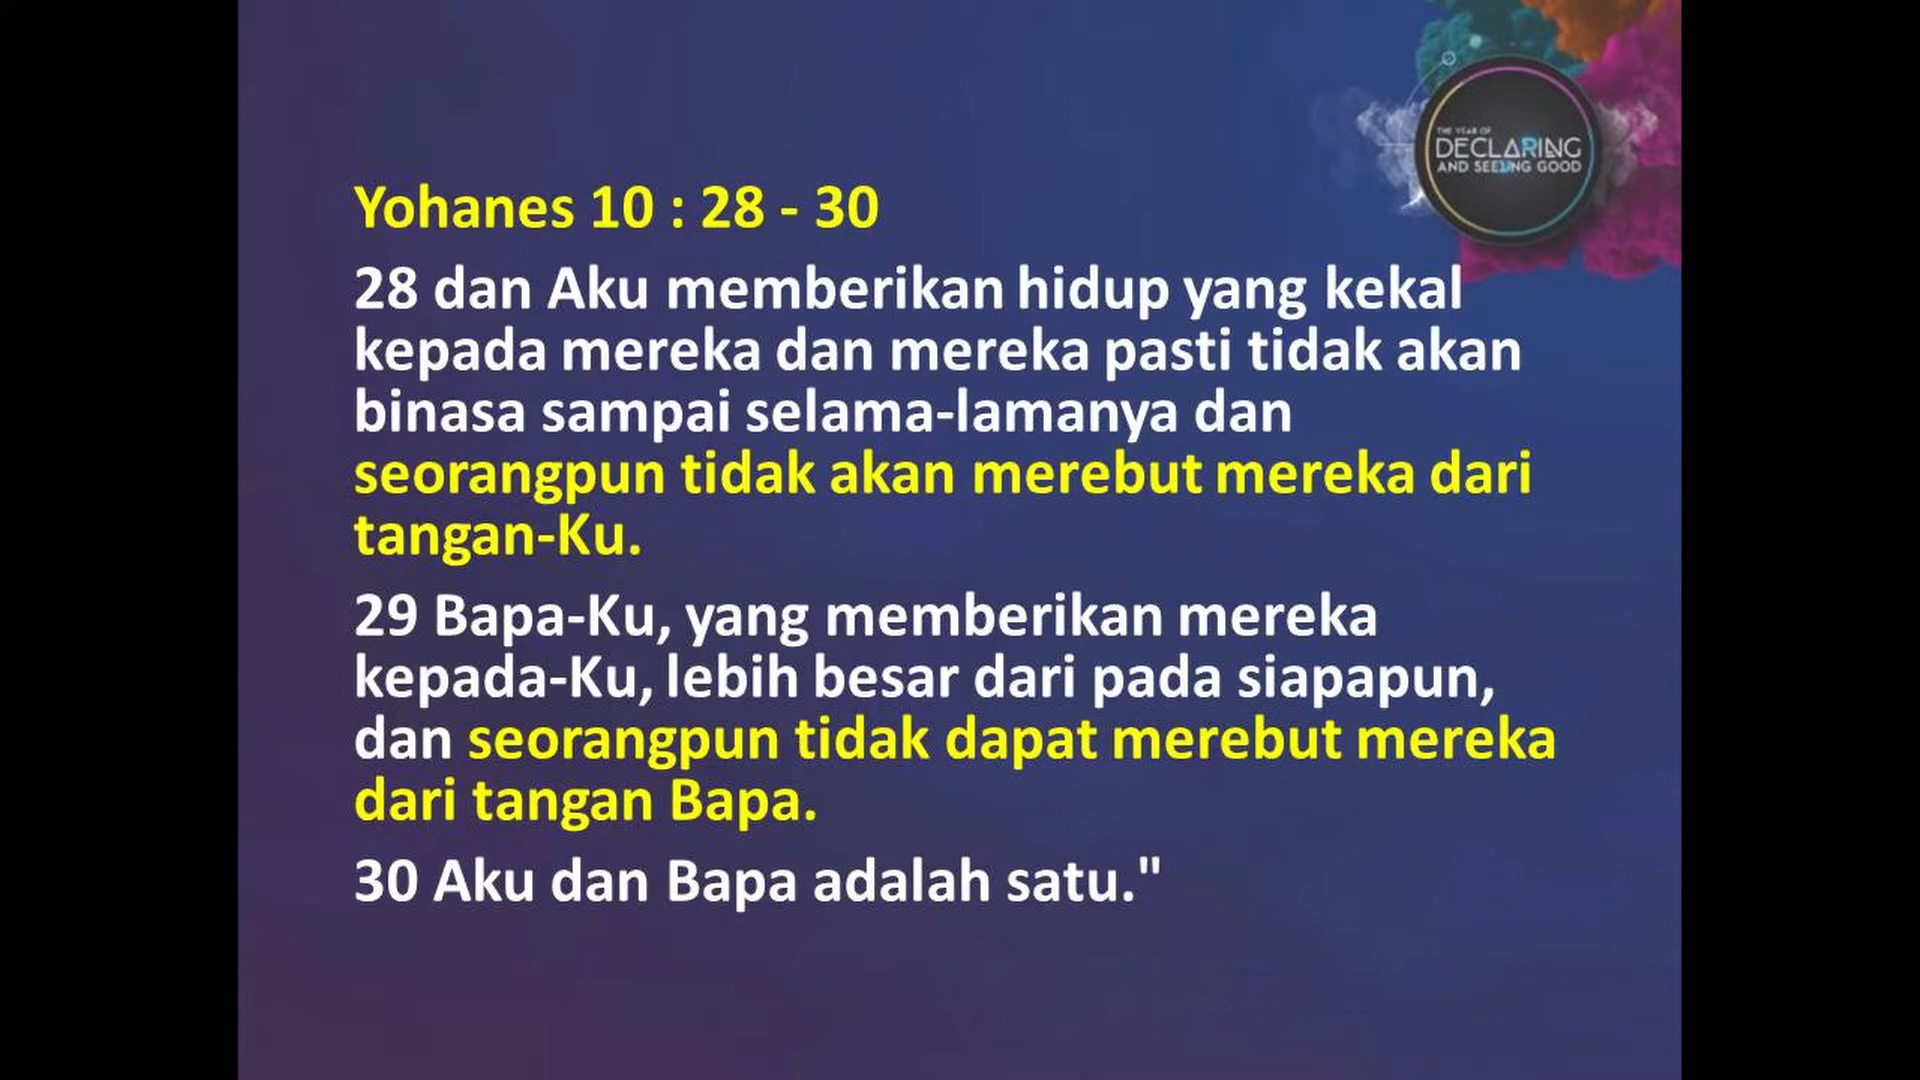 THE YEAR OF
DECLARING
AND SEEING GOOD
Yohanes 10 : 28 - 30
28 dan Aku memberikan hidup yang kekal
kepada mereka dan mereka pasti tidak akan
binasa sampai selama-lamanya dan
seorangpun tidak akan merebut mereka dari
tangan-Ku.
29 Bapa-Ku, yang memberikan mereka
kepada-Ku, lebih besar dari pada siapapun,
dan seorangpun tidak dapat merebut mereka
dari tangan Bapa.
30 Aku dan Bapa adalah satu."